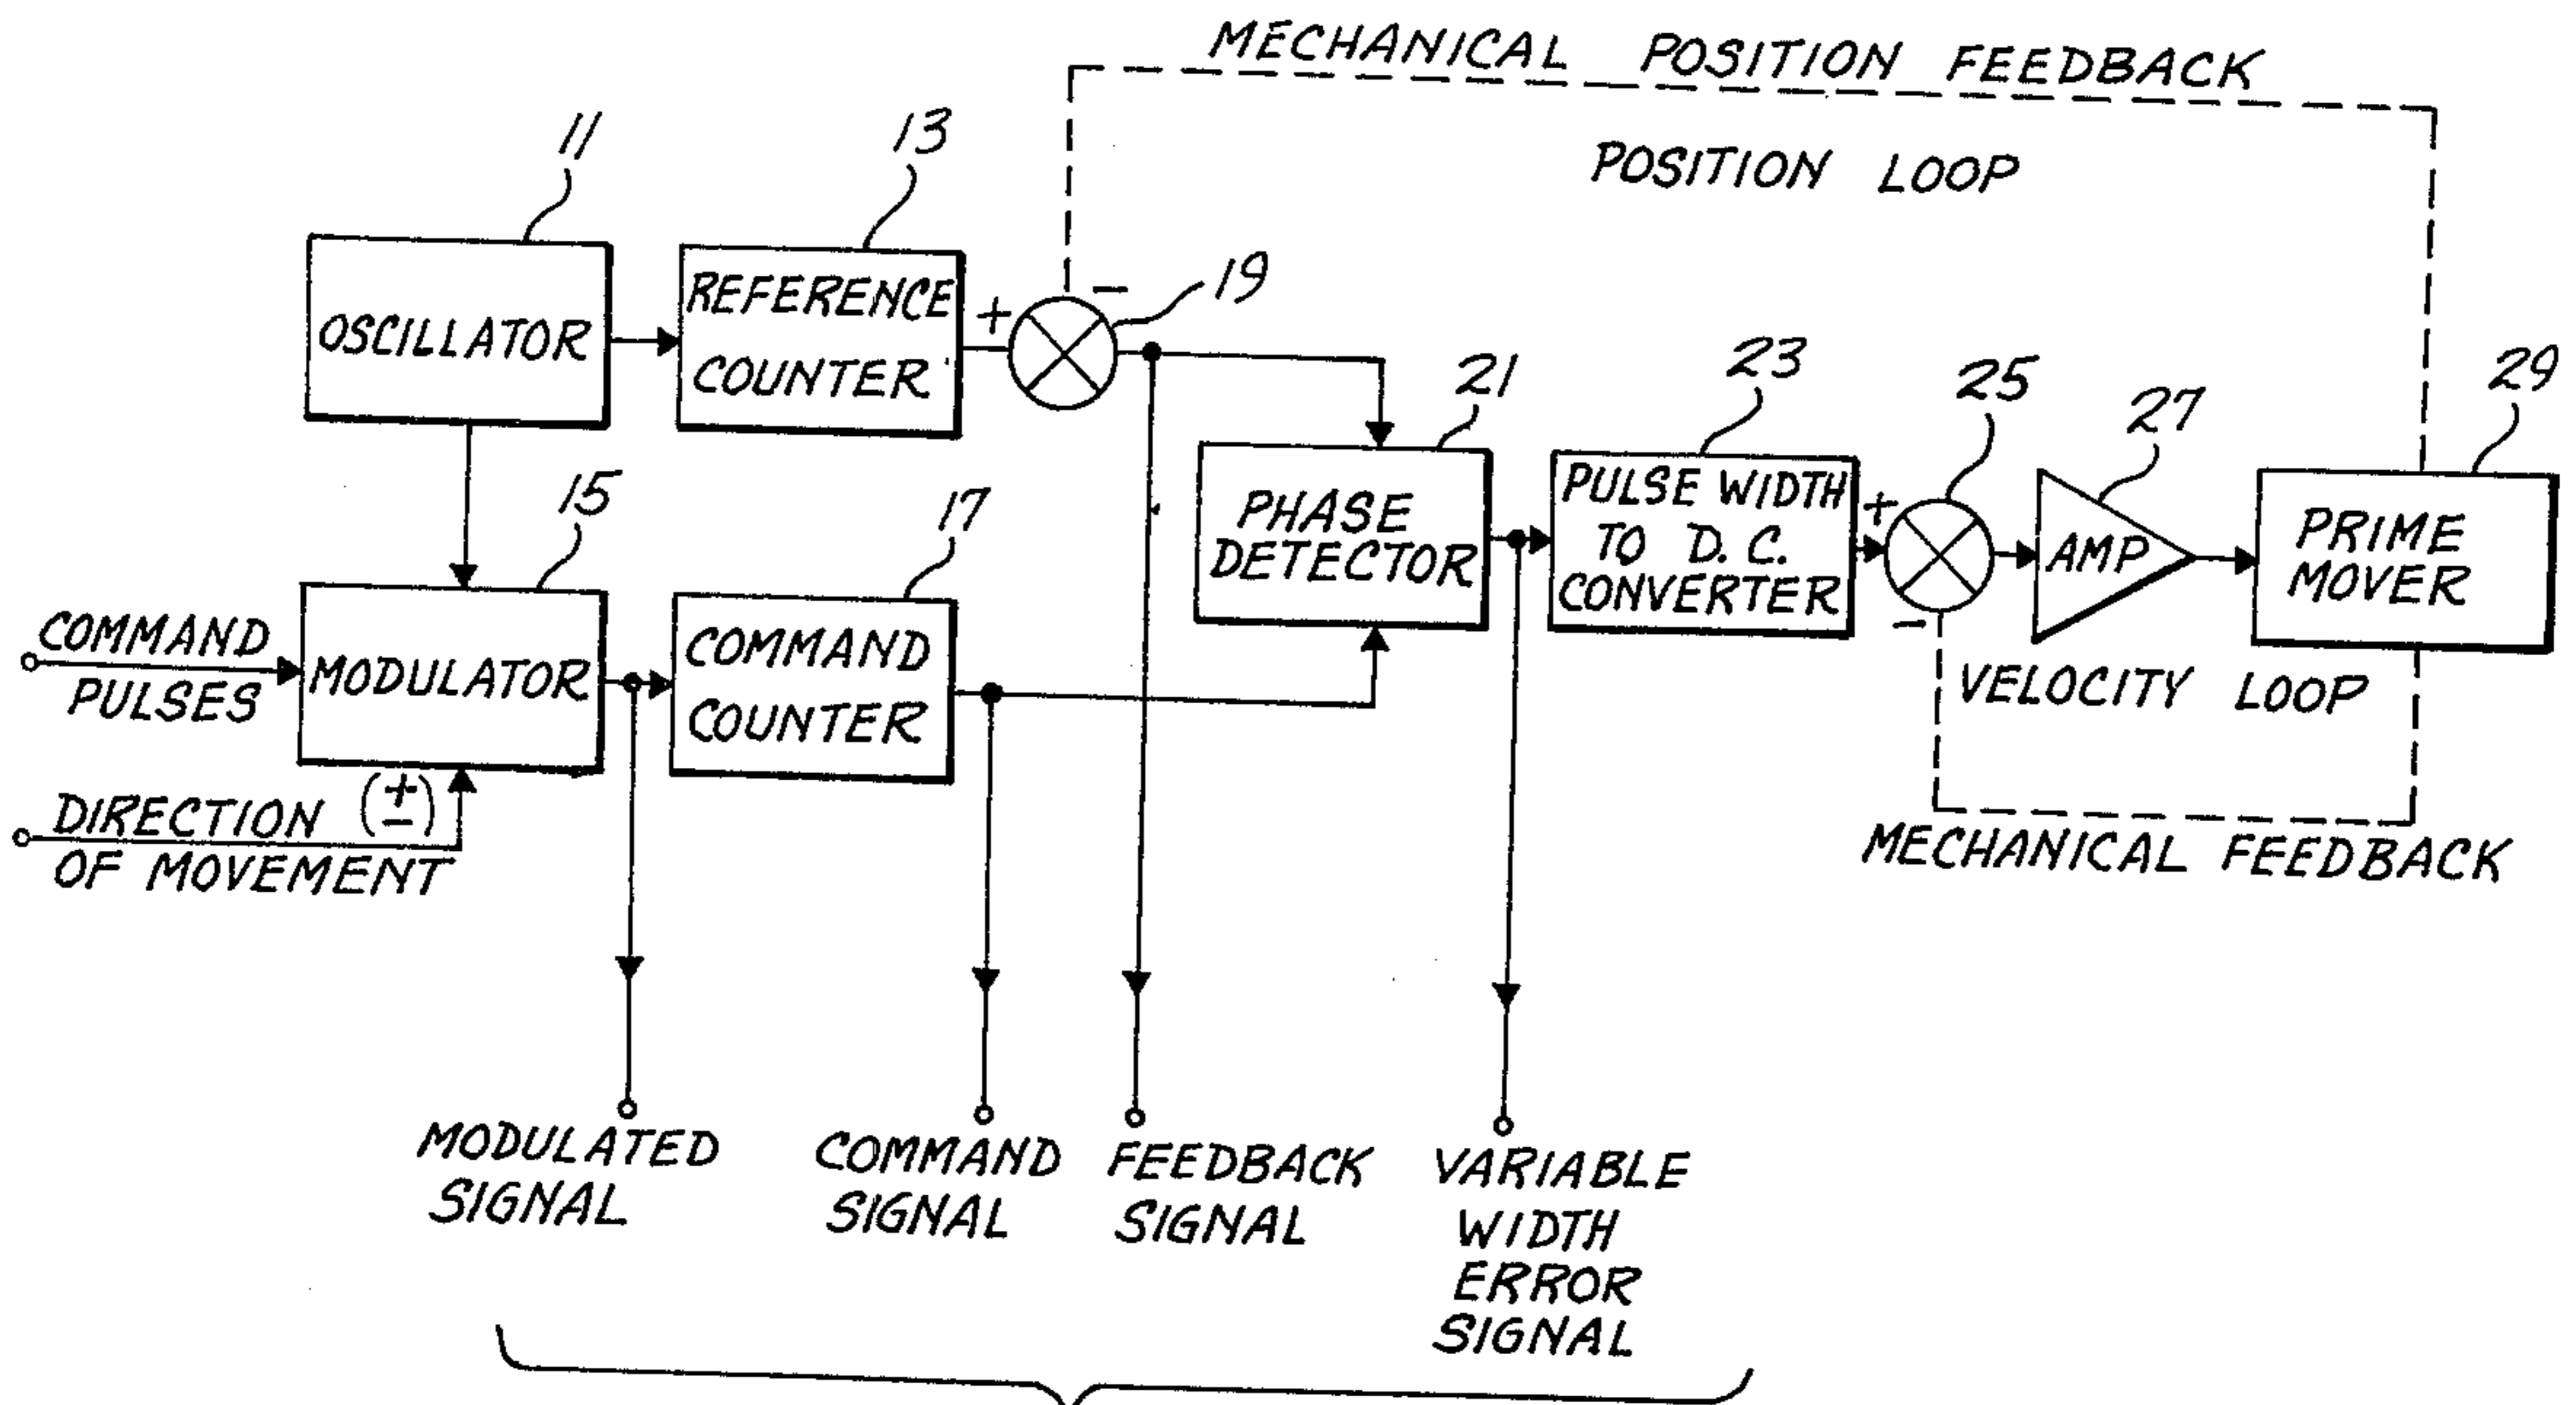 MECHANICAL POSITION FEEDBACK
POSITION LOOP
11
13
19
OSCILLATOR
REFERENCE
COUNTER
+
-
21
23
25
27
29
15
17
PHASE
DETECTOR
PULSE WIDTH
TO D. C.
CONVERTER
+
-
AMP
PRIME
MOVER
COMMAND
PULSES
MODULATOR
COMMAND
COUNTER
VELOCITY LOOP
DIRECTION (±)
OF MOVEMENT
MECHANICAL FEEDBACK
MODULATED
SIGNAL
COMMAND
SIGNAL
FEEDBACK
SIGNAL
VARIABLE
WIDTH
ERROR
SIGNAL